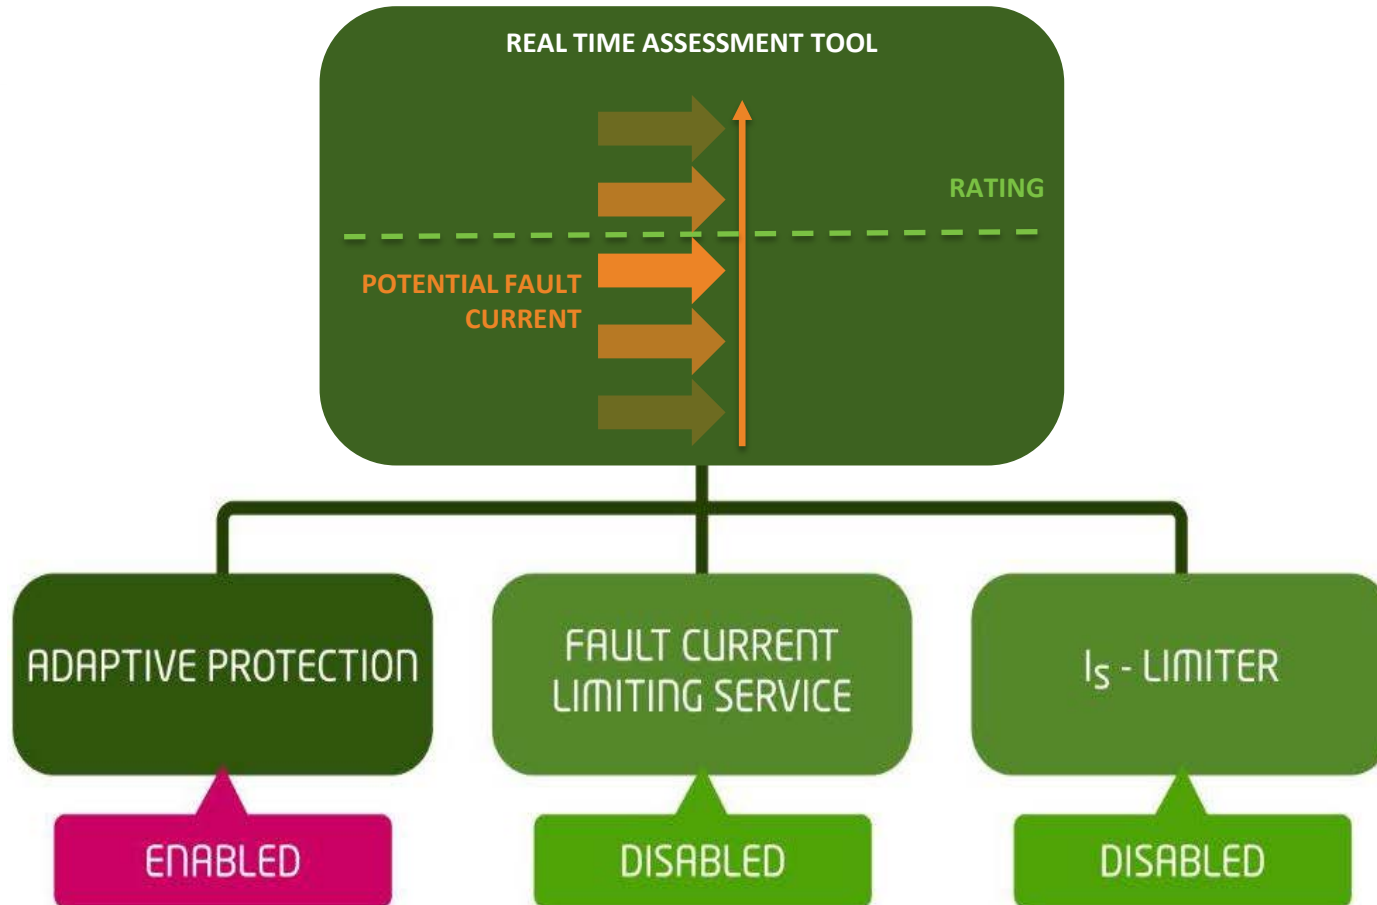 REAL TIME ASSESSMENT TOOL
RATING
POTENTIAL FAULT
CURRENT
ADAPTIVE PROTECTION
FAULT CURRENT
LIMITING SERVICE
Is - LIMITER
ENABLED
DISABLED
DISABLED